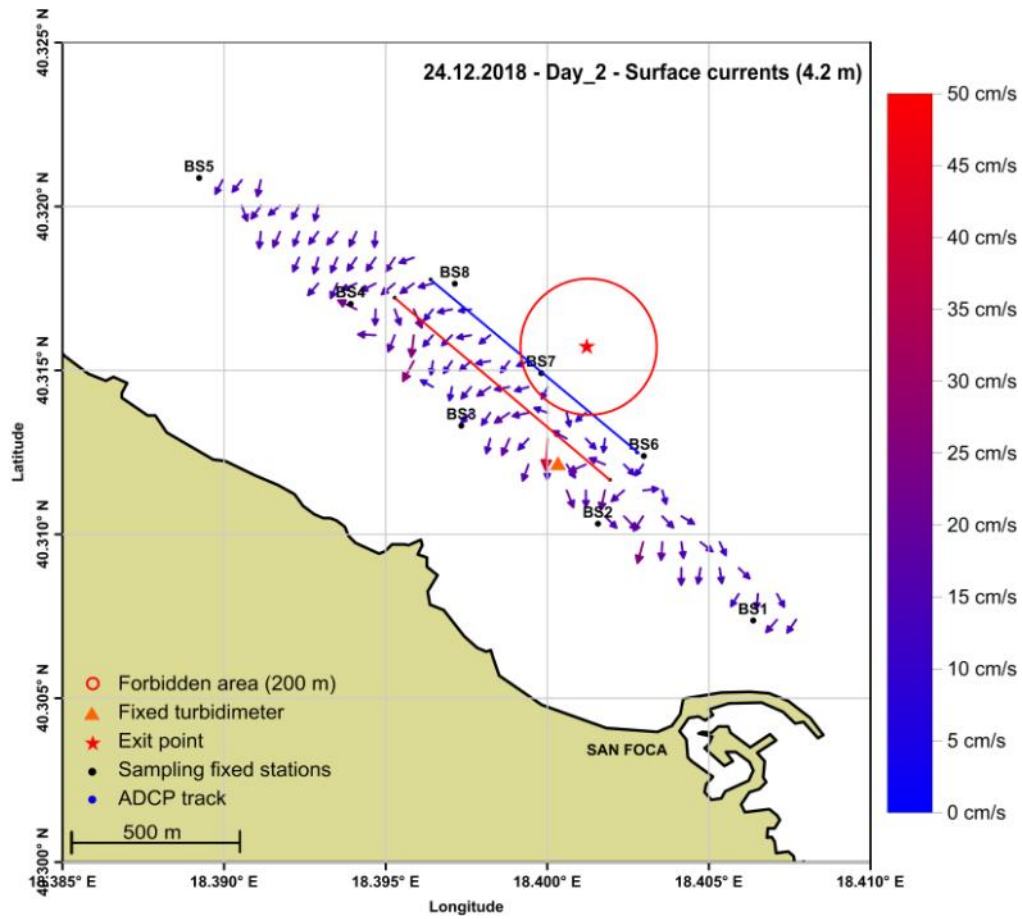 24.12.2018 - Day_2 - Surface currents (4.2 m)
40.325° N
40.320° N
40.315° N
40.310° N
40.305° N
40.300° N
Latitude
BS5
BS8
BS4
BS7
BS3
BS6
BS2
BS1
Forbidden area (200 m)
Fixed turbidimeter
Exit point
Sampling fixed stations
ADCP track
500 m
SAN FOCA
18.385° E
18.390° E
18.395° E
18.400° E
18.405° E
18.410° E
Longitude
50 cm/s
45 cm/s
40 cm/s
35 cm/s
30 cm/s
25 cm/s
20 cm/s
15 cm/s
10 cm/s
5 cm/s
0 cm/s